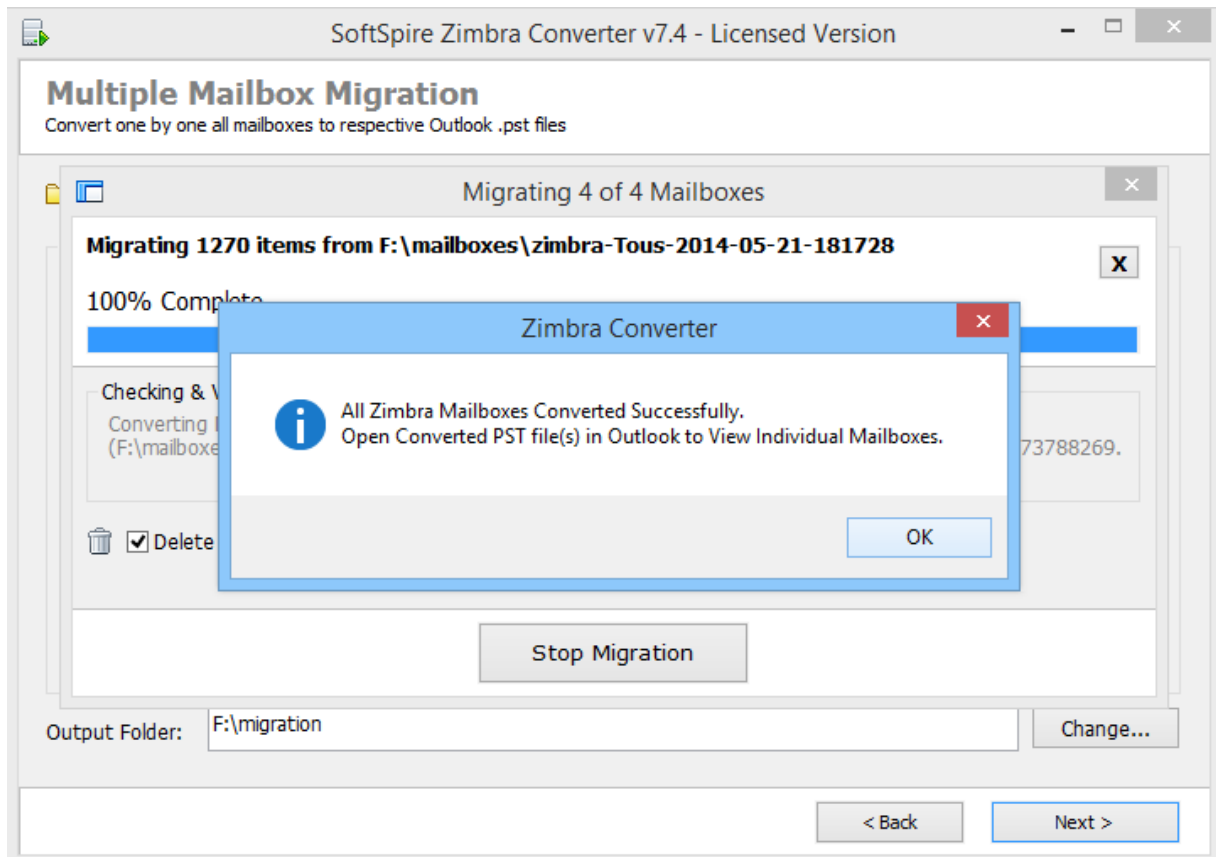 SoftSpire Zimbra Converter v7.4 - Licensed Version
Multiple Mailbox Migration
Convert one by one all mailboxes to respective Outlook .pst files
Migrating 4 of 4 Mailboxes
Migrating 1270 items from F:\mailboxes\zimbra-Tous-2014-05-21-181728
X
100% Complete
Zimbra Converter
Checking &
Converting
(F:\mailboxe
73788269.
All Zimbra Mailboxes Converted Successfully.
Open Converted PST file(s) in Outlook to View Individual Mailboxes.
Delete
OK
Stop Migration
Output Folder:
F:\migration
Change...
< Back
Next >